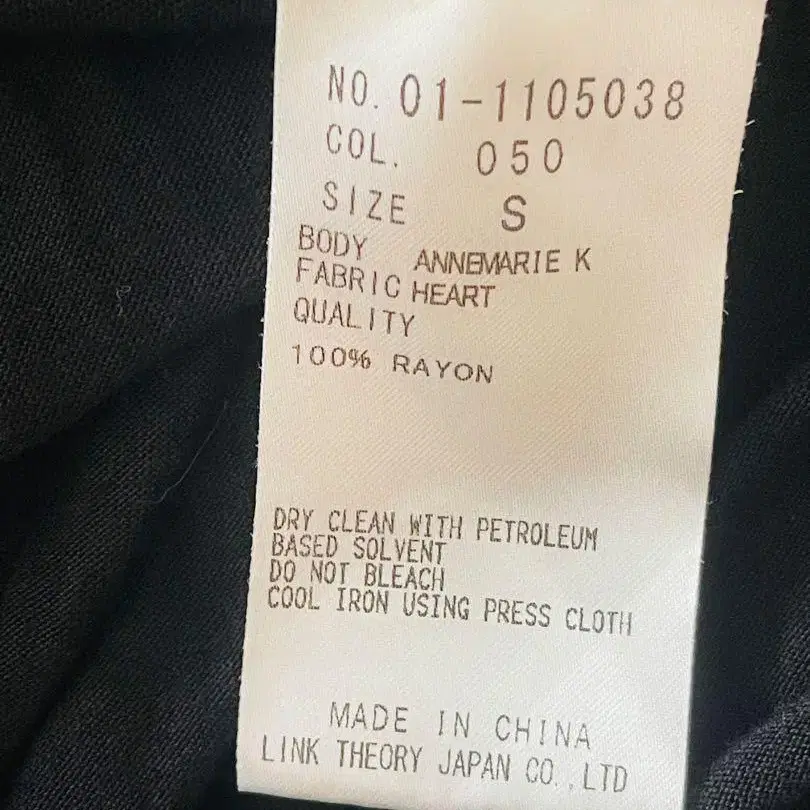 NO. 01-1105038
COL. 050
SIZE S
BODY ANNEMARIE K
FABRIC HEART
QUALITY
100% RAYON
DRY CLEAN WITH PETROLEUM
BASED SOLVENT
DO NOT BLEACH
COOL IRON USING PRESS CLOTH
MADE IN CHINA
LINK THEORY JAPAN CO.,LTD